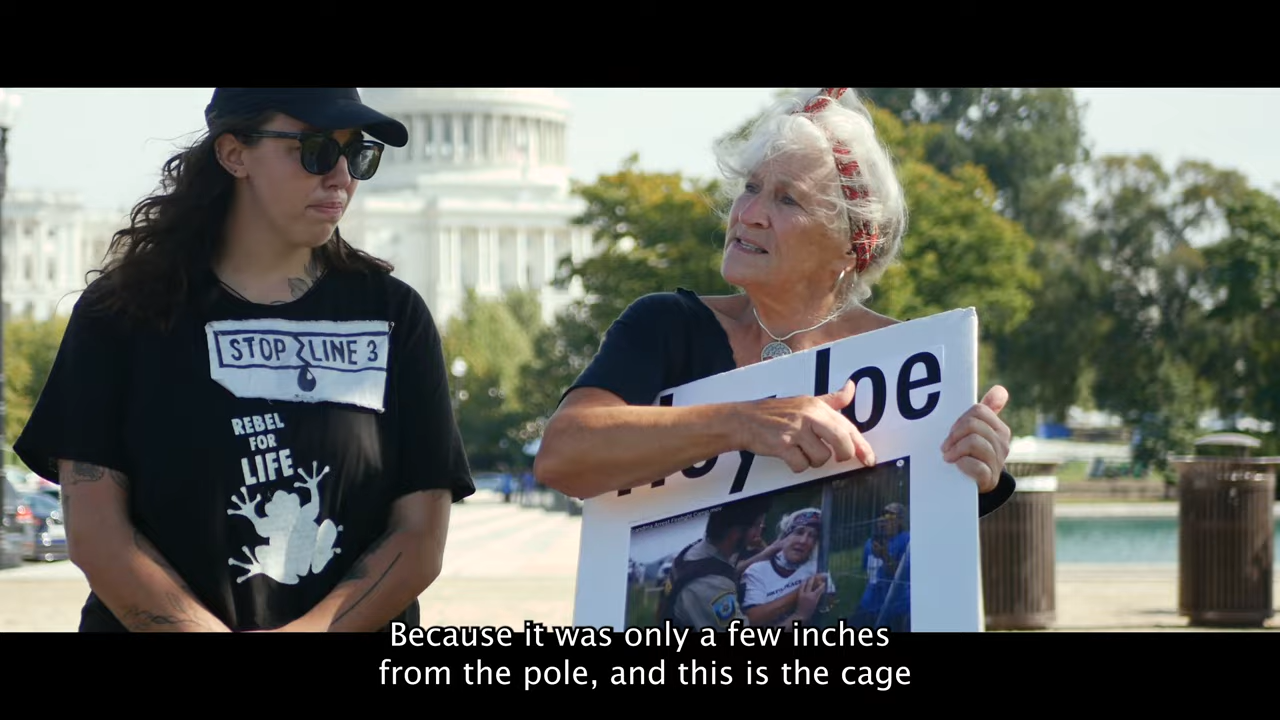 STOP LINE 3
REBEL
FOR
LIFE
Hey Joe
Because it was only a few inches
from the pole, and this is the cage